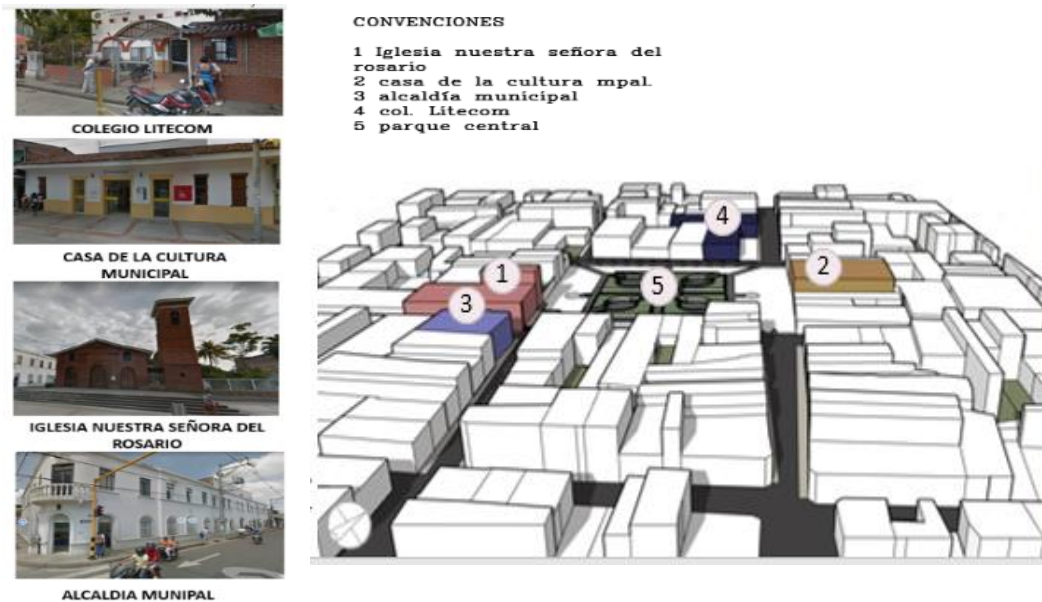 COLEGIO LITECOM
CASA DE LA CULTURA
MUNICIPAL
IGLESIA NUESTRA SEÑORA DEL
ROSARIO
ALCALDIA MUNIPAL
CONVENCIONES
1 Iglesia nuestra señora del
rosario
2 casa de la cultura mpal.
3 alcaldía municipal
4 col. Litecom
5 parque central
4
2
1
5
3